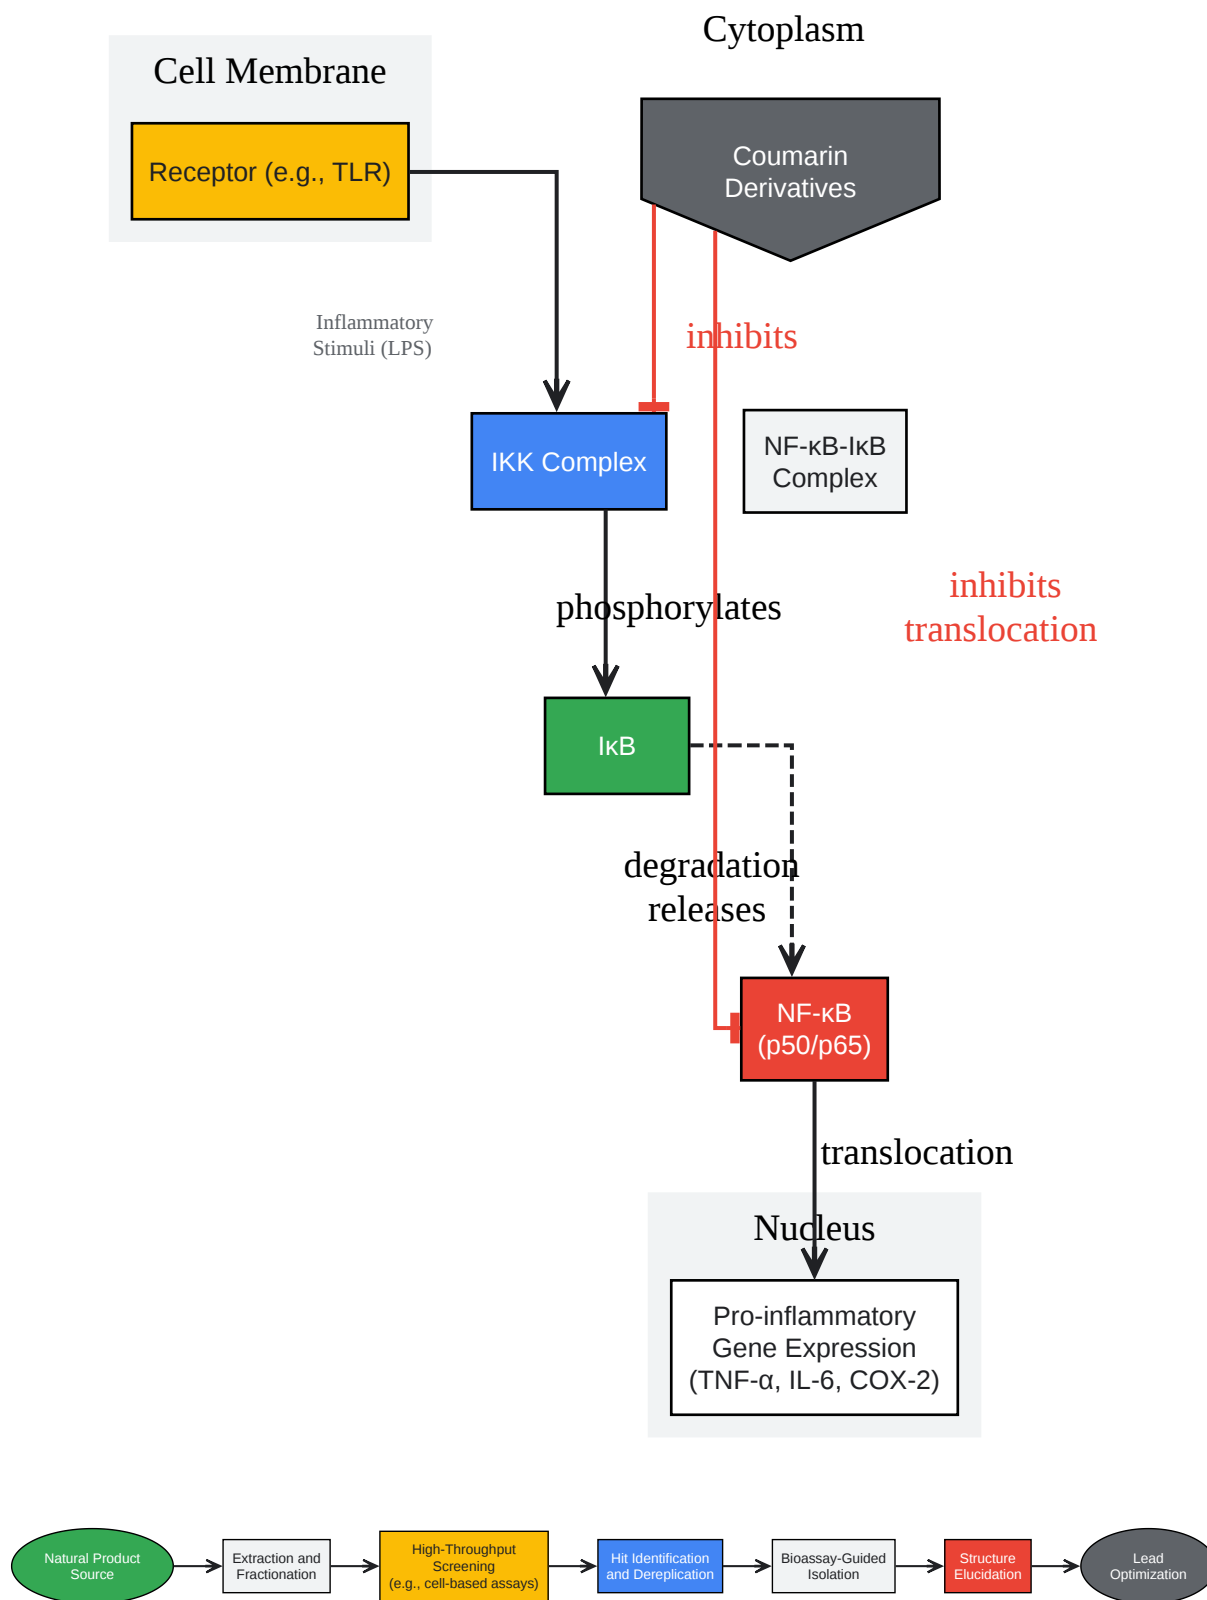 Cytoplasm
Cell Membrane
Receptor (e.g., TLR)
Coumarin
Derivatives
Inflammatory
Stimuli (LPS)
inhibits
IKK Complex
NF-κB-IκB
Complex
inhibits
translocation
phosphorylates
IκB
degradation
releases
NF-κB
(p50/p65)
translocation
Nucleus
Pro-inflammatory
Gene Expression
(TNF-α, IL-6, COX-2)
Natural Product
Source
Extraction and
Fractionation
High-Throughput
Screening
(e.g., cell-based assays)
Hit Identification
and Dereplication
Bioassay-Guided
Isolation
Structure
Elucidation
Lead
Optimization